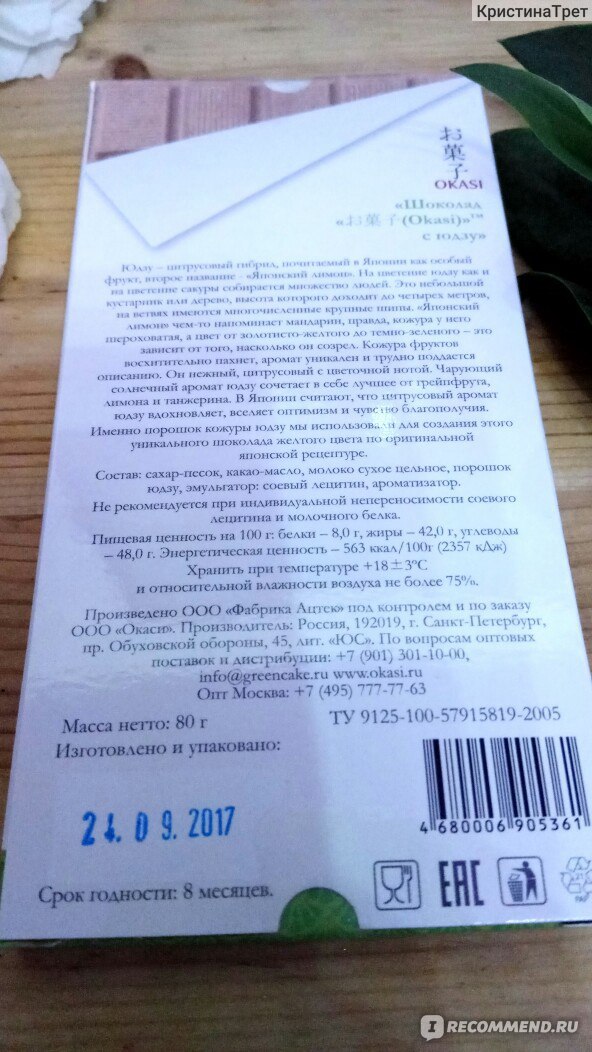 КристинаТрет
お菓子
OKASI
«Шоколад
«お菓子(Okasi)»™
с юдзу»
Юдзу – цитрусовый гибрид, почитаемый в Японии как особый
фрукт, второе название - «Японский лимон». На цветение юдзу как и
на цветение сакуры собирается множество людей. Это небольшой
кустарник или дерево, высота которого доходит до четырех метров,
на ветвях имеются многочисленные крупные шипы. «Японский
лимон» чем-то напоминает мандарин, правда, кожура у него
шероховатая, а цвет от золотисто-желтого до темно-зеленого – это
зависит от того, насколько он созрел. Кожура фруктов
восхитительно пахнет, аромат уникален и трудно поддается
описанию. Он нежный, цитрусовый с цветочной нотой. Чарующий
солнечный аромат юдзу сочетает в себе лучшее от грейпфрута,
лимона и танжерина. В Японии считают, что цитрусовый аромат
юдзу вдохновляет, вселяет оптимизм и чувство благополучия.
Именно порошок кожуры юдзу мы использовали для создания этого
уникального шоколада желтого цвета по оригинальной
японской рецептуре.
Состав: сахар-песок, какао-масло, молоко сухое цельное, порошок
юдзу, эмульгатор: соевый лецитин, ароматизатор.
Не рекомендуется при индивидуальной непереносимости соевого
лецитина и молочного белка.
Пищевая ценность на 100 г: белки – 8,0 г, жиры – 42,0 г, углеводы
– 48,0 г. Энергетическая ценность – 563 ккал/100г (2357 кДж)
Хранить при температуре +18±3°С
и относительной влажности воздуха не более 75%.
Произведено ООО «Фабрика Ацтек» под контролем и по заказу
ООО «Окаси». Производитель: Россия, 192019, г. Санкт-Петербург,
пр. Обуховской обороны, 45, лит. «ЮС». По вопросам оптовых
поставок и дистрибуции: +7 (901) 301-10-00,
info@greencake.ru www.okasi.ru
Опт Москва: +7 (495) 777-77-63
Масса нетто: 80 г
ТУ 9125-100-57915819-2005
Изготовлено и упаковано:
24.09.2017
4 680006 905361
Срок годности: 8 месяцев.
EAC
IRECOMMEND.RU